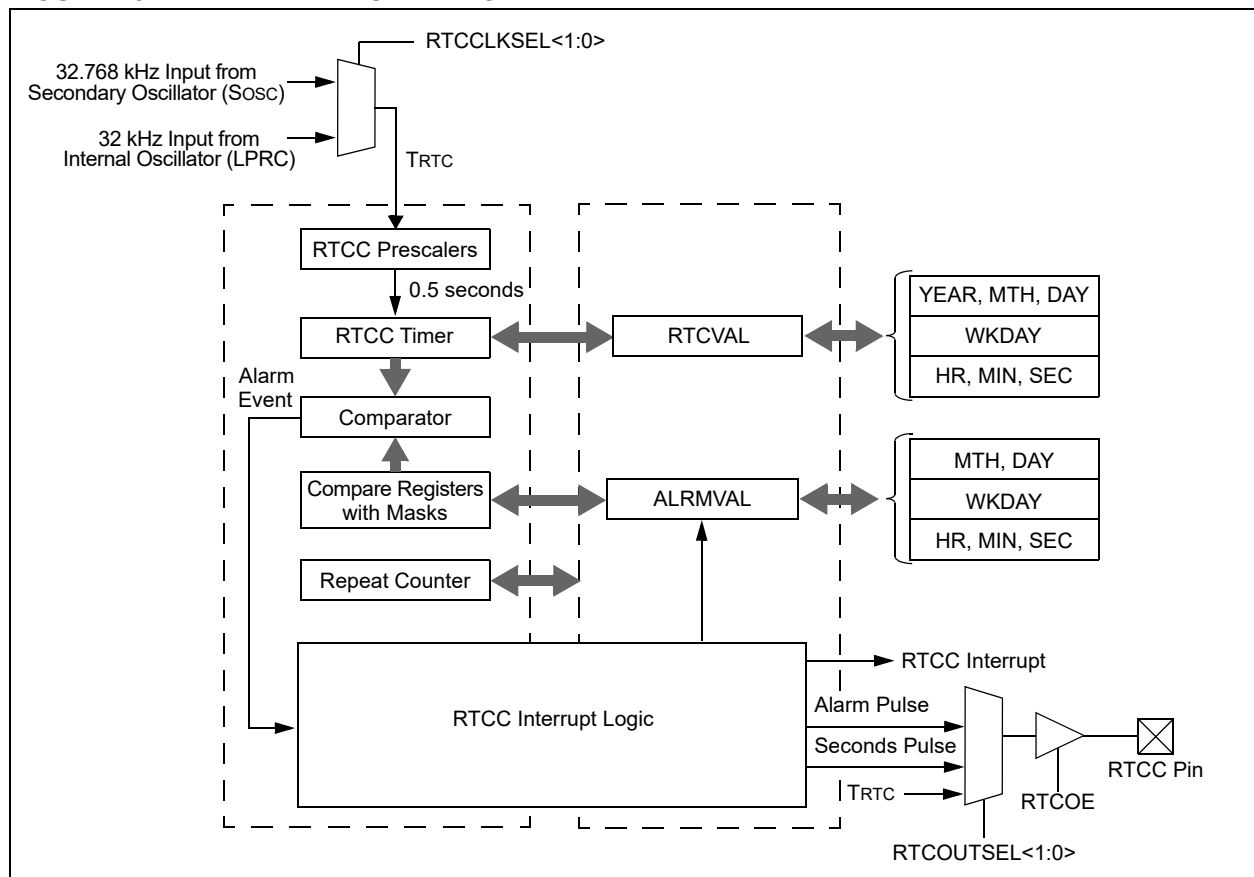 RTCCLKSEL<1:0>
32.768 kHz Input from
Secondary Oscillator (SOSC)
32 kHz Input from
Internal Oscillator (LPRC)
TRTC
RTCC Prescalers
0.5 seconds
RTCC Timer
RTCVAL
YEAR, MTH, DAY
WKDAY
HR, MIN, SEC
Alarm
Event
Comparator
Compare Registers
with Masks
ALRMVAL
MTH, DAY
WKDAY
HR, MIN, SEC
Repeat Counter
RTCC Interrupt Logic
RTCC Interrupt
Alarm Pulse
Seconds Pulse
TRTC
RTCOE
RTCC Pin
RTCOUTSEL<1:0>